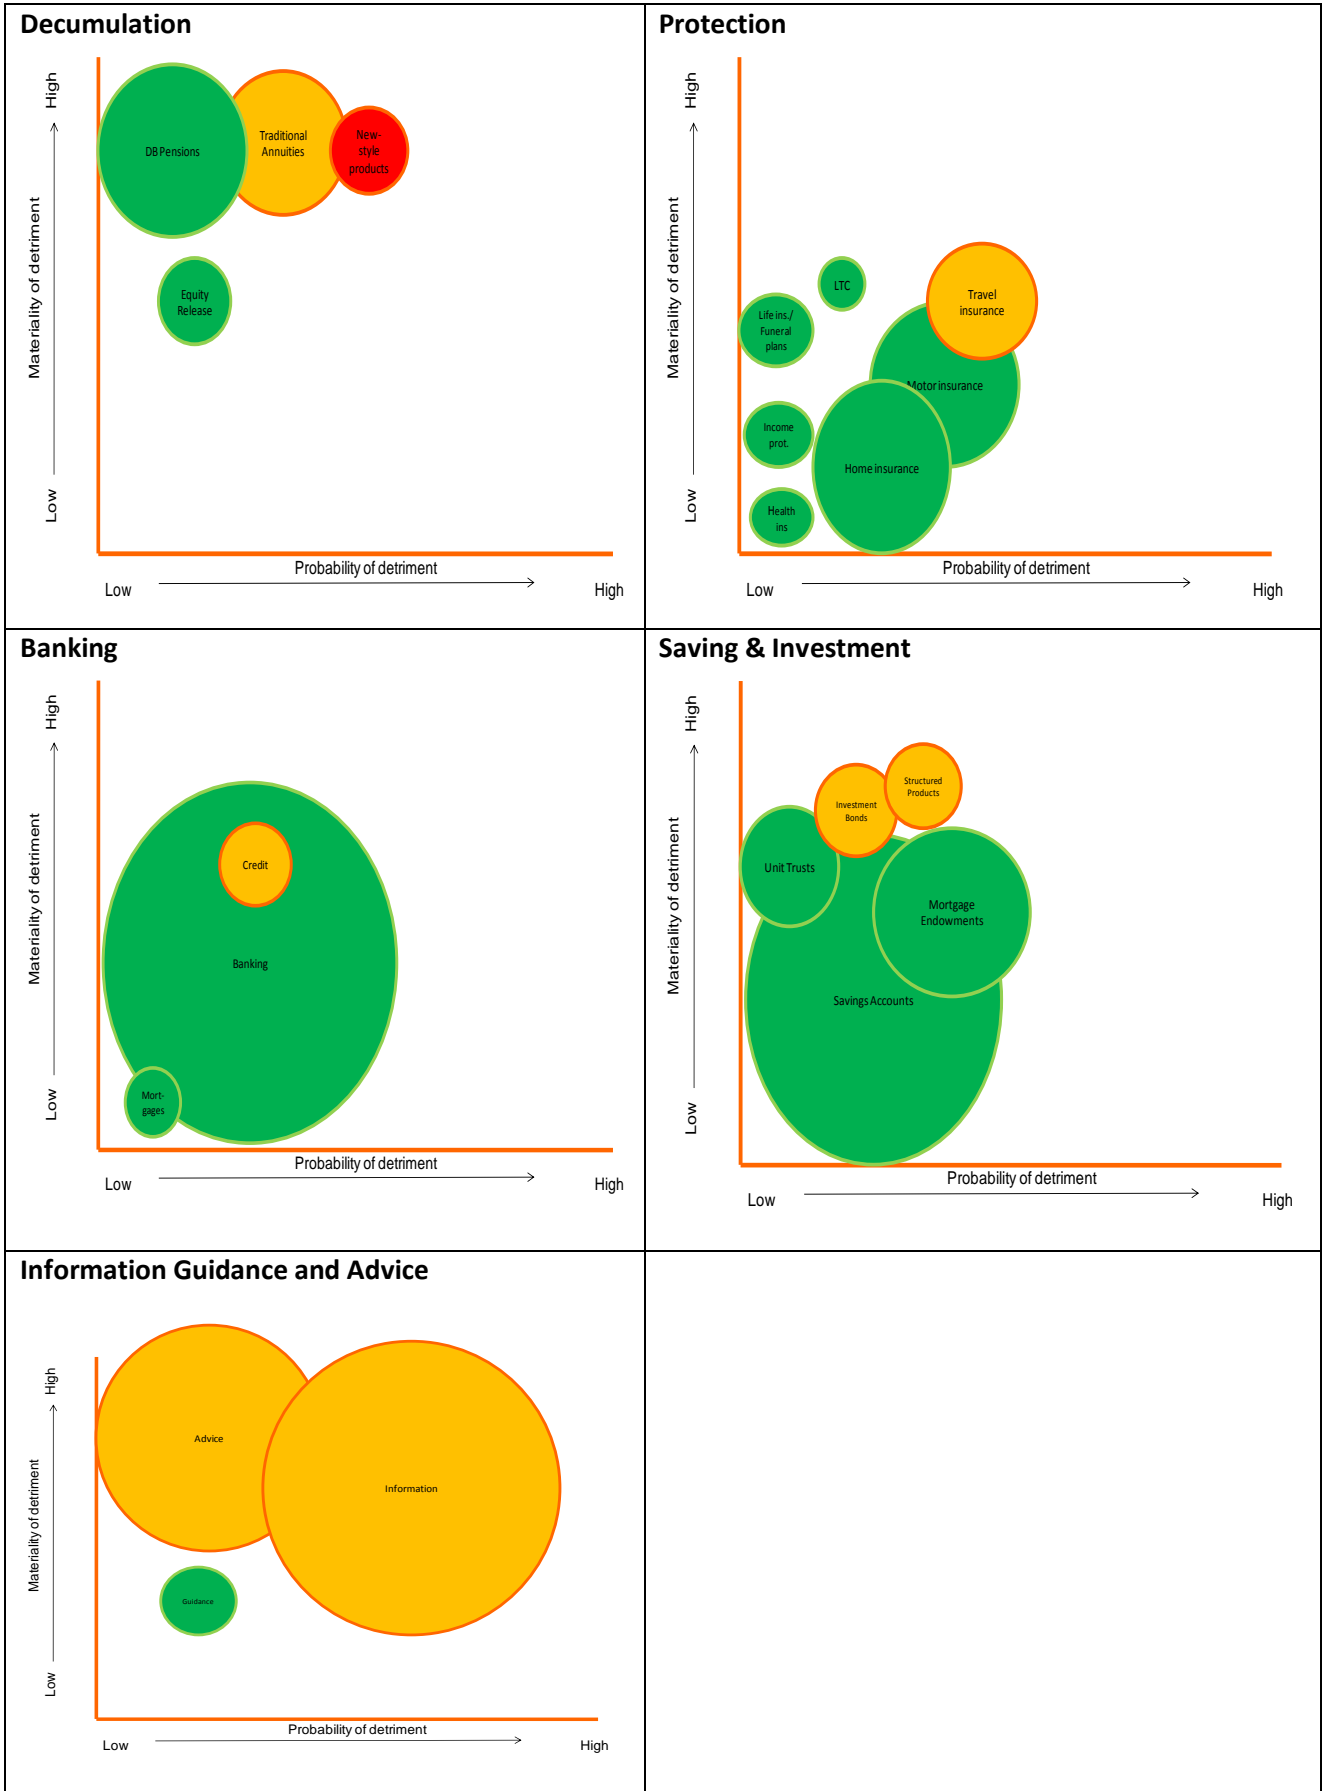 Decumulation
High
Materiality of detriment
Low
DB Pensions
Traditional
Annuities
New-
style
products
Equity
Release
Probability of detriment
Low
High
Protection
High
Materiality of detriment
Low
LTC
Travel
insurance
Life ins./
Funeral
plans
Motor insurance
Income
prot.
Home insurance
Health
ins
Probability of detriment
Low
High
Banking
High
Materiality of detriment
Low
Credit
Banking
Mort-
gages
Probability of detriment
Low
High
Saving & Investment
High
Materiality of detriment
Low
Structured
Products
Investment
Bonds
Unit Trusts
Mortgage
Endowments
Savings Accounts
Probability of detriment
Low
High
Information Guidance and Advice
High
Materiality of detriment
Low
Advice
Information
Guidance
Probability of detriment
Low
High